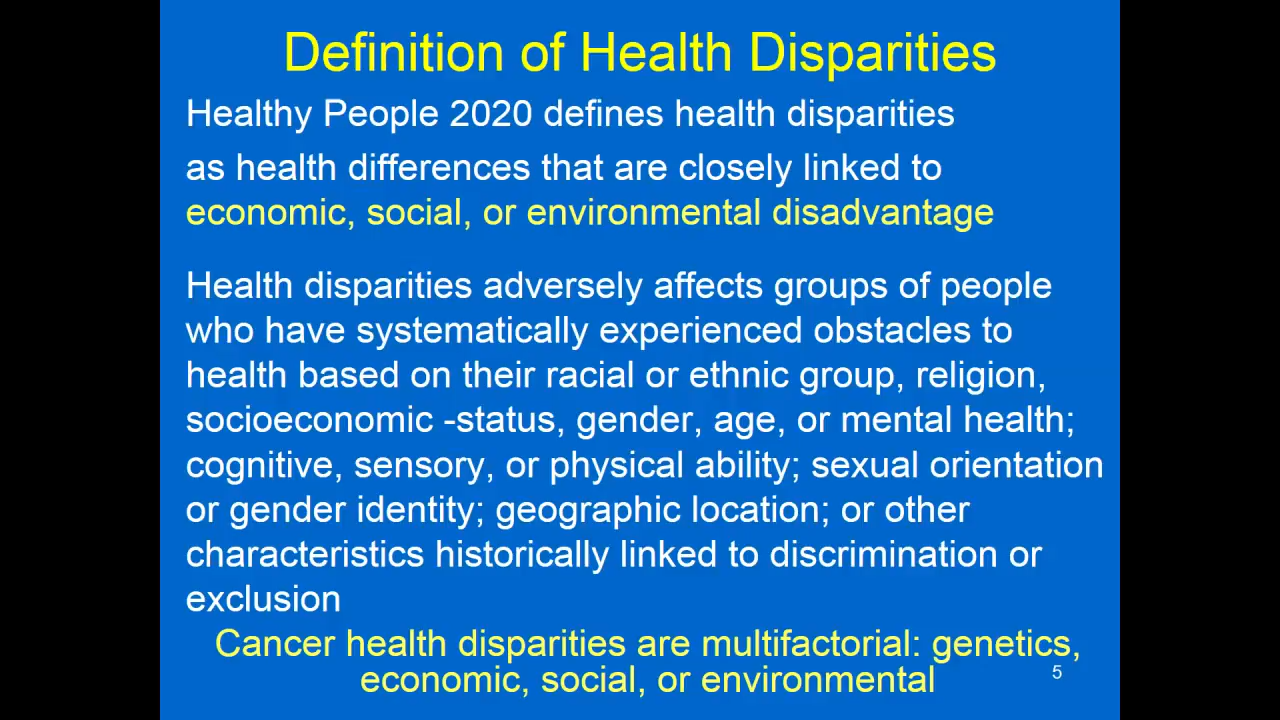 Definition of Health Disparities
Healthy People 2020 defines health disparities
as health differences that are closely linked to
economic, social, or environmental disadvantage
Health disparities adversely affects groups of people
who have systematically experienced obstacles to
health based on their racial or ethnic group, religion,
socioeconomic -status, gender, age, or mental health;
cognitive, sensory, or physical ability; sexual orientation
or gender identity; geographic location; or other
characteristics historically linked to discrimination or
exclusion
Cancer health disparities are multifactorial: genetics,
economic, social, or environmental
5